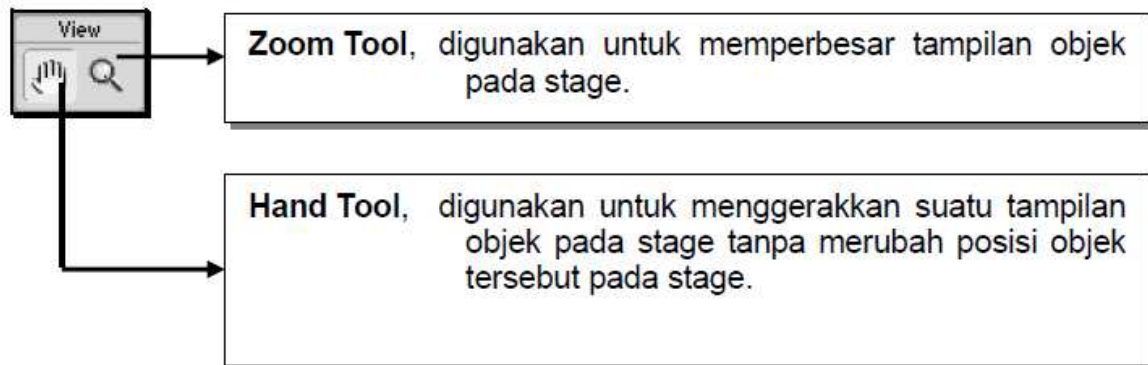 View
Zoom Tool, digunakan untuk memperbesar tampilan objek
pada stage.
Hand Tool, digunakan untuk menggerakkan suatu tampilan
objek pada stage tanpa merubah posisi objek
tersebut pada stage.